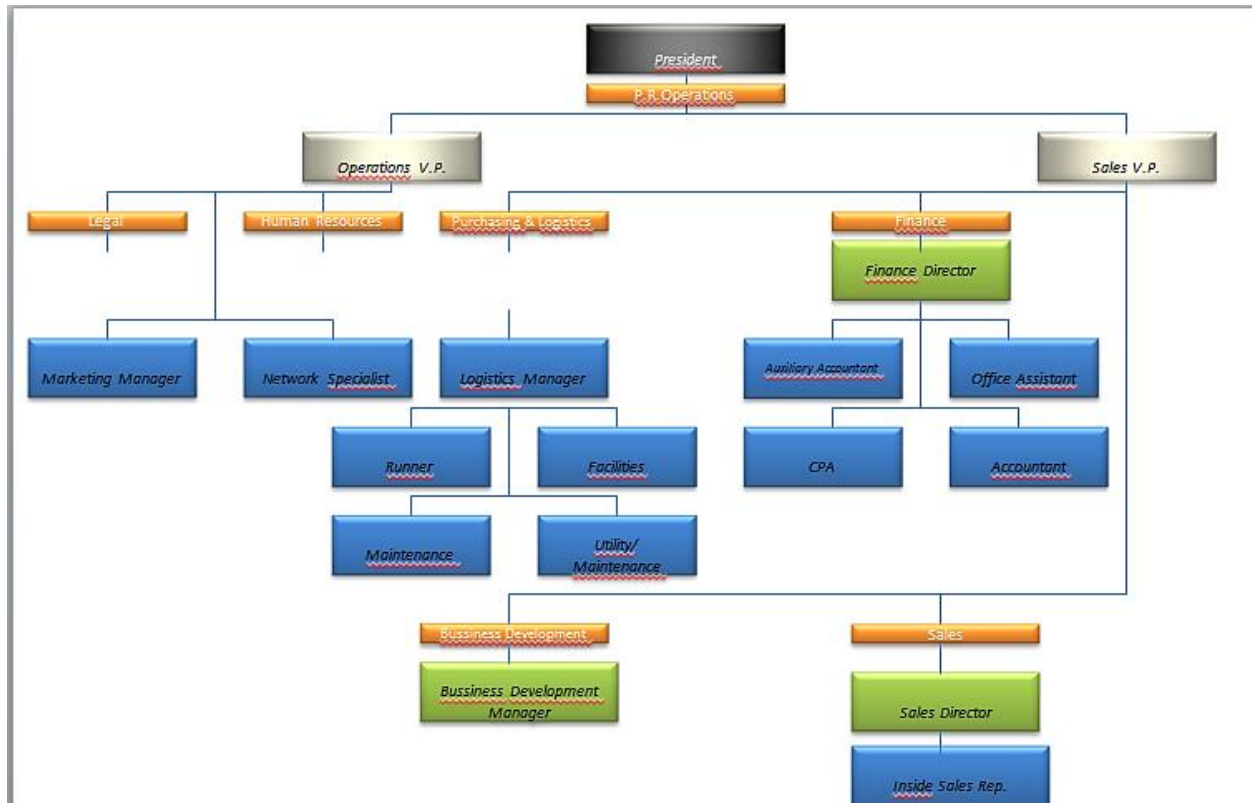 President
P.R.Operations
Operations V.P.
Sales V.P.
Legal
Human Resources
Purchasing & Logistics
Finance
Finance Director
Marketing Manager
Network Specialist
Logistics Manager
Auxiliary Accountant
Office Assistant
Runner
Facilities
CPA
Accountant
Maintenance
Utility/
Maintenance
Bussiness Development
Sales
Bussiness Development
Manager
Sales Director
Inside Sales Rep.